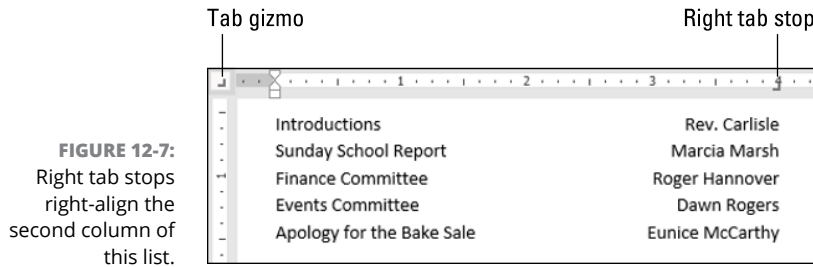 Tab gizmo Right tab stop
1 2 3 4
Introductions Rev. Carlisle
Sunday School Report Marcia Marsh
Finance Committee Roger Hannover
Events Committee Dawn Rogers
Apology for the Bake Sale Eunice McCarthy
1
FIGURE 12-7:
Right tab stops
right-align the
second column of
this list.